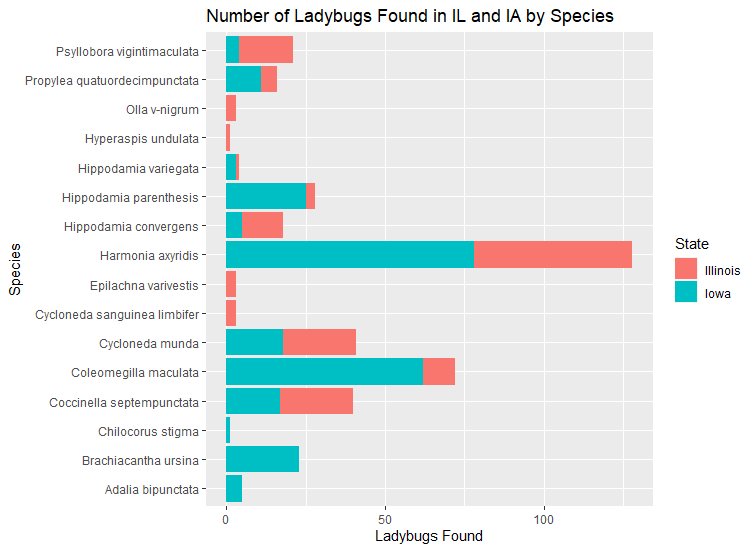 Number of Ladybugs Found in IL and IA by Species
Psyllobora vigintimaculata
Propylea quatuordecimpunctata
Olla v-nigrum
Hyperaspis undulata
Hippodamia variegata
Hippodamia parenthesis
Hippodamia convergens
Harmonia axyridis
Epilachna varivestis
Cycloneda sanguinea limbifer
Cycloneda munda
Coleomegilla maculata
Coccinella septempunctata
Chilocorus stigma
Brachiacantha ursina
Adalia bipunctata
Species
0 50 100
Ladybugs Found
State
Illinois
Iowa